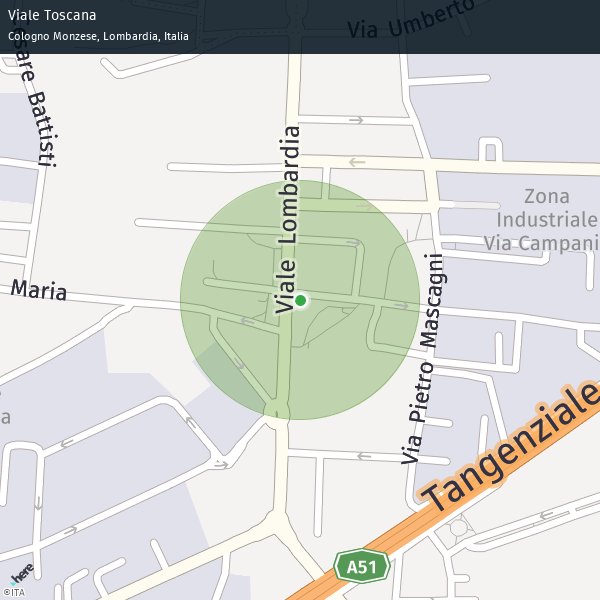 Viale Toscana
Cologno Monzese, Lombardia, Italia
Via Umberto
sare Battisti
Viale Lombardia
Zona
Industriale
Via Campani
Maria
Via Pietro Mascagni
a
Tangenziale
A51
here
©ITA